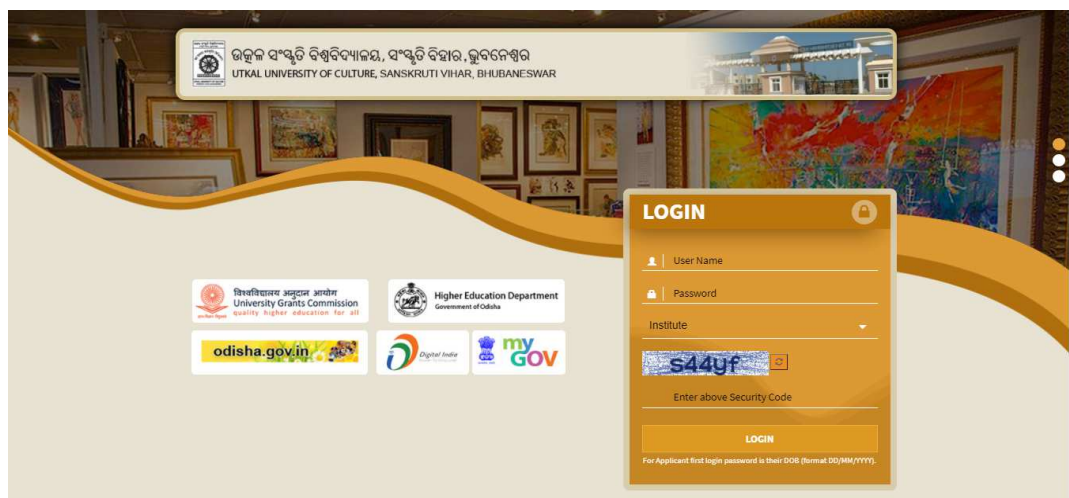 ଉତ୍କଳ ସଂସ୍କୃତି ବିଶ୍ୱବିଦ୍ୟାଳୟ, ସଂସ୍କୃତି ବିହାର,ଭୁବନେଶ୍ୱର
UTKAL UNIVERSITY OF CULTURE, SANSKRUTI VIHAR, BHUBANESWAR
LOGIN
User Name
Password
Institute
s44yf
Enter above Security Code
LOGIN
For Applicant first login password is their DOB (format DD/MM/YYYY).
विश्वविद्यालय अनुदान आयोग
University Grants Commission
quality higher education for all
Higher Education Department
Government of Odisha
odisha.gov.in
Digital India
my
GOV